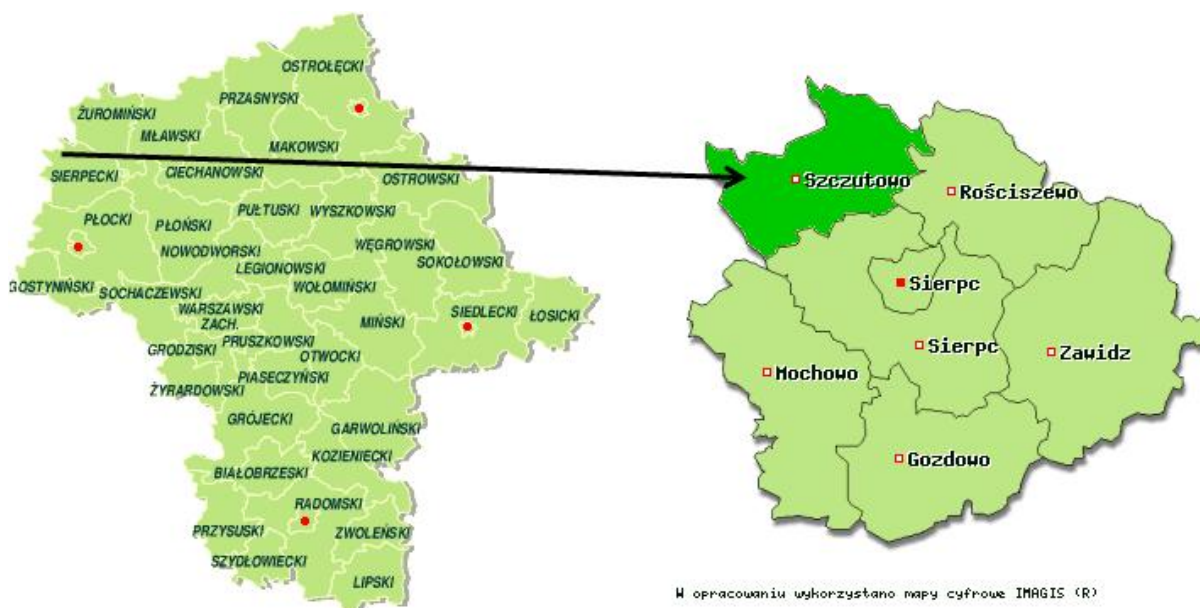 OSTROŁĘCKI
PRZASNYSKI
ŻUROMIŃSKI
MŁAWSKI
MAKOWSKI
SIERPECKI
CIECHANOWSKI
OSTROWSKI
PŁOCKI
PŁOŃSKI
PUŁTUSKI
WYSZKOWSKI
NOWODWORSKI
WĘGROWSKI
SOKOŁOWSKI
LEGIONOWSKI
GOSTYNIŃSKI
SOCHACZEWSKI
WOŁOMIŃSKI
WARSZAWSKI
ZACH.
MIŃSKI
SIEDLECKI
ŁOSICKI
GRODZISKI
PRUSZKOWSKI
OTWOCKI
ŻYRARDOWSKI
PIASECZYŃSKI
GRÓJECKI
GARWOLIŃSKI
KOZIENICKI
BIAŁOBRZESKI
RADOMSKI
PRZYSUSKI
ZWOLEŃSKI
SZYDŁOWIECKI
LIPSKI
Szczutowo
Rościszewo
Sierpc
Sierpc
Zawidz
Mochowo
Gozdowo
W opracowaniu wykorzystano mapy cyfrowe IMAGIS (R)